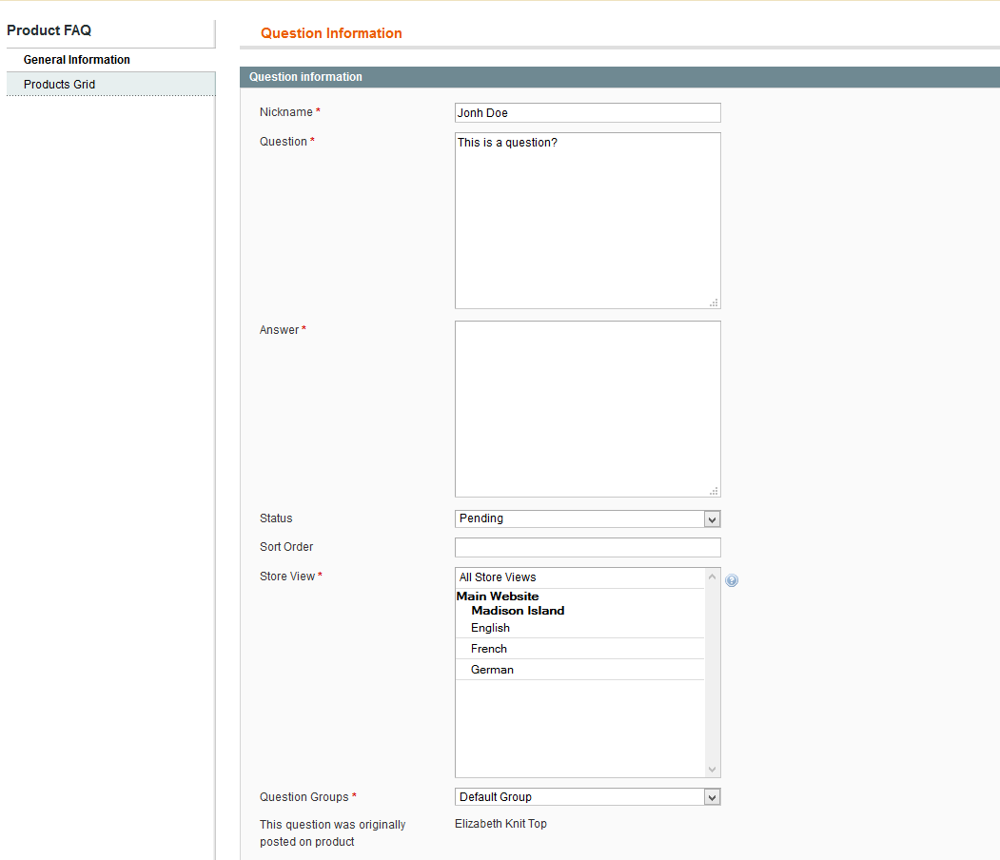 Product FAQ
General Information
Products Grid
Question Information
Question information
Nickname *
Jonh Doe
Question *
This is a question?
Answer *
Status
Pending
Sort Order
Store View *
All Store Views
Main Website
Madison Island
English
French
German
Question Groups *
Default Group
This question was originally
posted on product
Elizabeth Knit Top